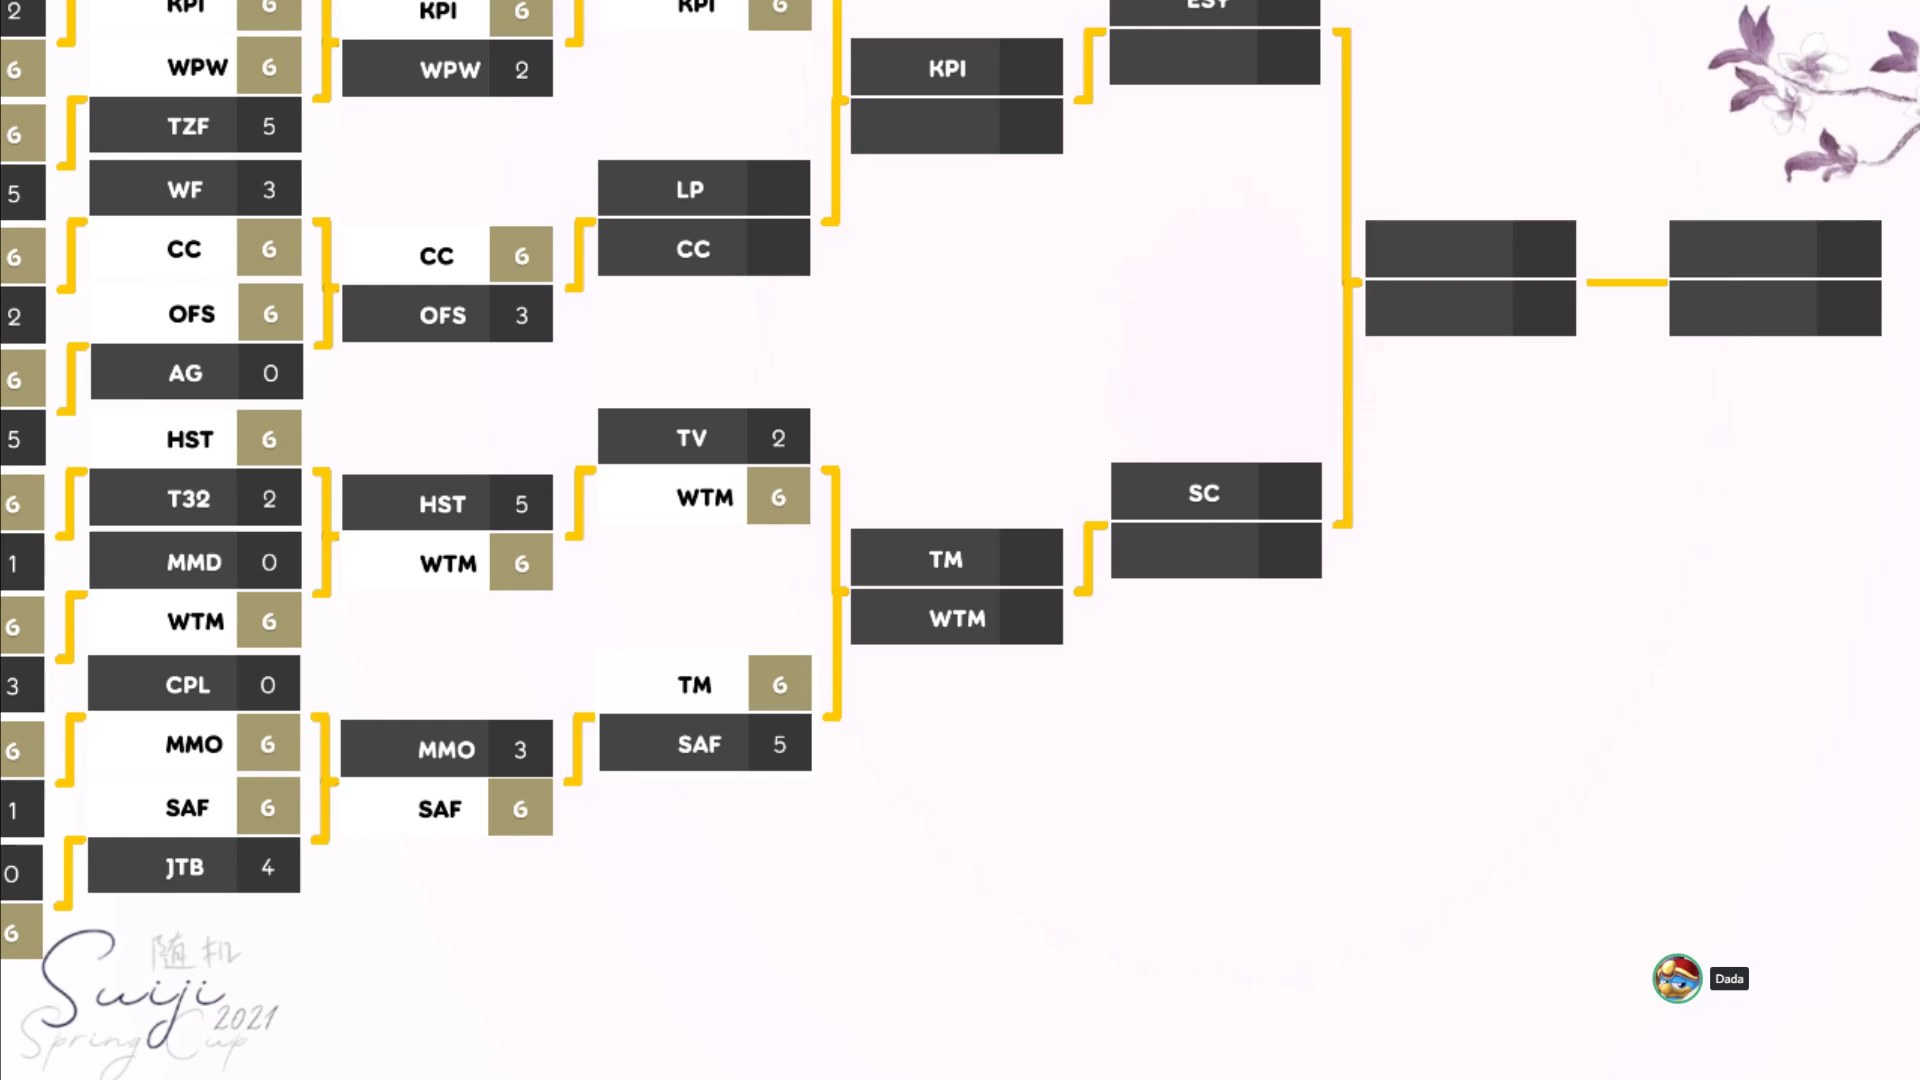 2
6
6
5
6
2
6
5
6
1
6
3
6
1
0
6
KPI 6
WPW 6
TZF 5
WF 3
CC 6
OFS 6
AG 0
HST 6
T32 2
MMD 0
WTM 6
CPL 0
MMO 6
SAF 6
JTB 4
KPI 6
WPW 2
CC 6
OFS 3
HST 5
WTM 6
MMO 3
SAF 6
KPI 6
LP
CC
TV 2
WTM 6
TM 6
SAF 5
KPI
TM
WTM
ESY
SC
随机
Suiji
2021
Spring Cup
Dada